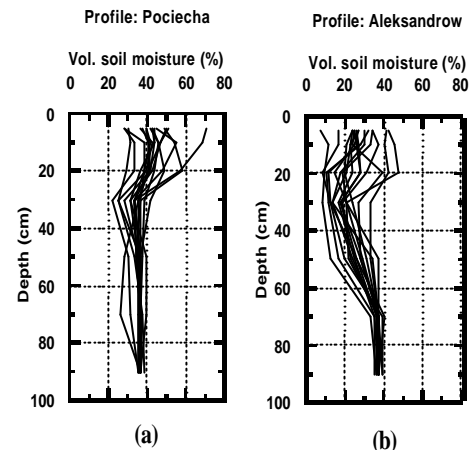 Profile: Pociecha
Vol. soil moisture (%)
0 20 40 60 80
0
20
40
60
80
100
Depth (cm)
(a)
Profile: Aleksandrow
Vol. soil moisture (%)
0 20 40 60 80
0
20
40
60
80
100
Depth (cm)
(b)